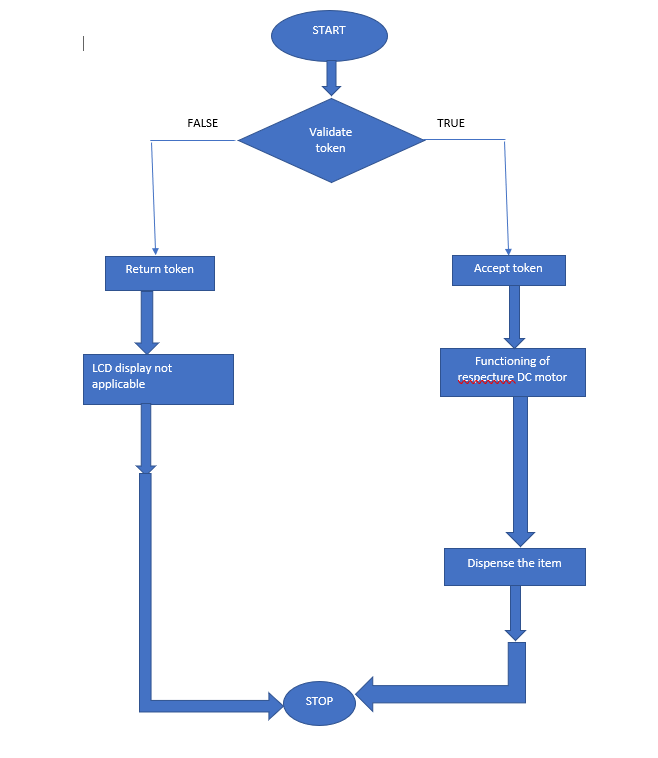 START
FALSE
TRUE
Validate
token
Return token
Accept token
LCD display not
applicable
Functioning of
respecture DC motor
Dispense the item
STOP